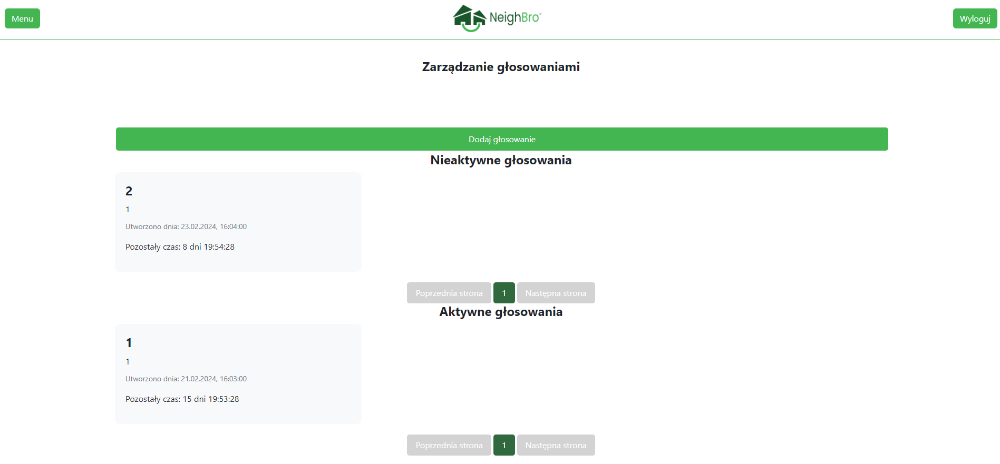 Menu
NeighBro™
Wyloguj
Zarządzanie głosowaniami
Dodaj głosowanie
Nieaktywne głosowania
2
1
Utworzono dnia: 23.02.2024, 16:04:00
Pozostały czas: 8 dni 19:54:28
Poprzednia strona 1 Następna strona
Aktywne głosowania
1
1
Utworzono dnia: 21.02.2024, 16:03:00
Pozostały czas: 15 dni 19:53:28
Poprzednia strona 1 Następna strona